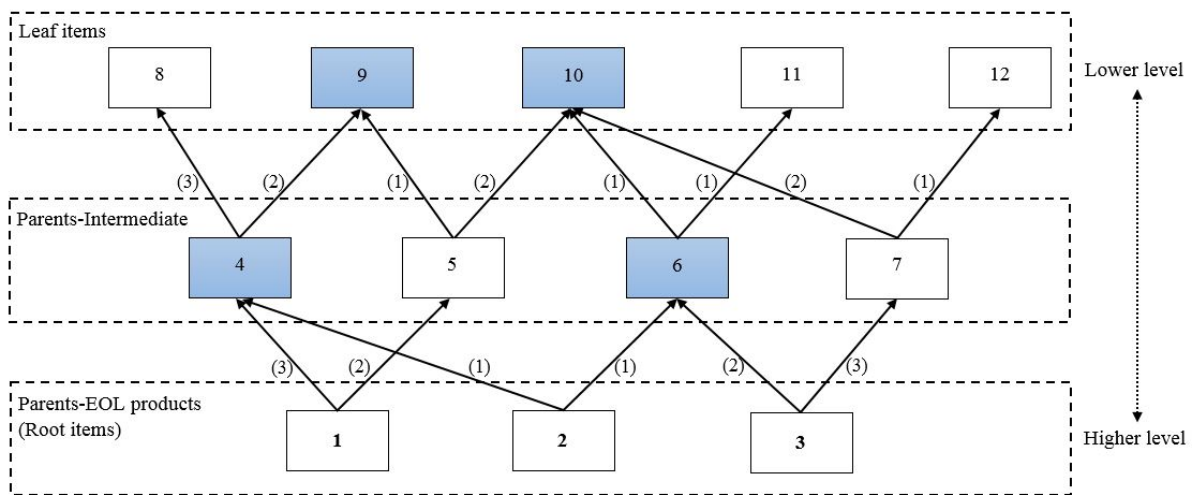 Leaf items
8 9 10 11 12
Lower level
(3) (2) (1) (2) (1) (1) (2) (1)
Parents-Intermediate
4 5 6 7
(3) (2) (1) (1) (2) (3)
Parents-EOL products
(Root items)
1 2 3
Higher level